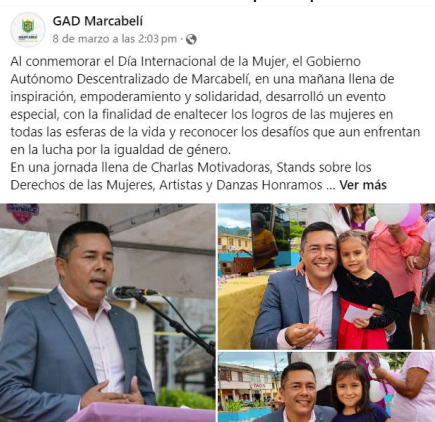 GAD Marcabelí
8 de marzo a las 2:03 pm ·
Al conmemorar el Día Internacional de la Mujer, el Gobierno
Autónomo Descentralizado de Marcabelí, en una mañana llena de
inspiración, empoderamiento y solidaridad, desarrolló un evento
especial, con la finalidad de enaltecer los logros de las mujeres en
todas las esferas de la vida y reconocer los desafíos que aun enfrentan
en la lucha por la igualdad de género.
En una jornada llena de Charlas Motivadoras, Stands sobre los
Derechos de las Mujeres, Artistas y Danzas Honramos ... Ver más